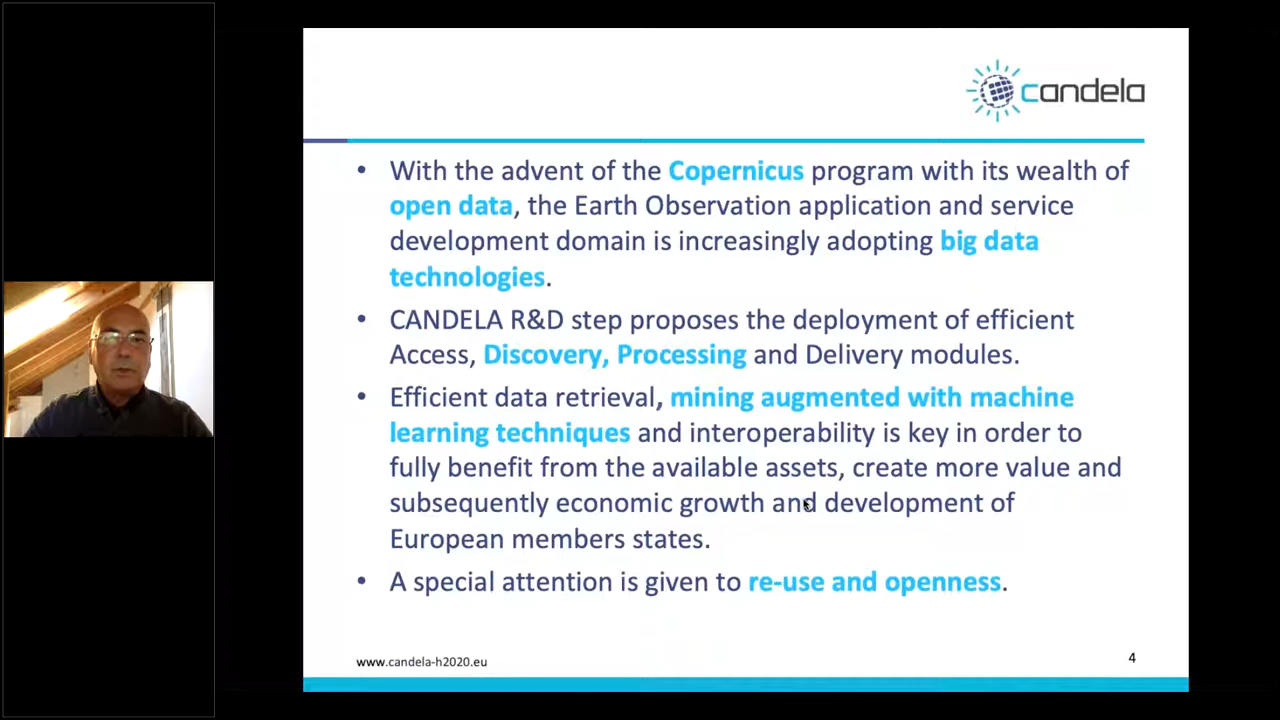 candela
• With the advent of the Copernicus program with its wealth of
open data, the Earth Observation application and service
development domain is increasingly adopting big data
technologies.
• CANDELA R&D step proposes the deployment of efficient
Access, Discovery, Processing and Delivery modules.
• Efficient data retrieval, mining augmented with machine
learning techniques and interoperability is key in order to
fully benefit from the available assets, create more value and
subsequently economic growth and development of
European members states.
• A special attention is given to re-use and openness.
www.candela-h2020.eu
4